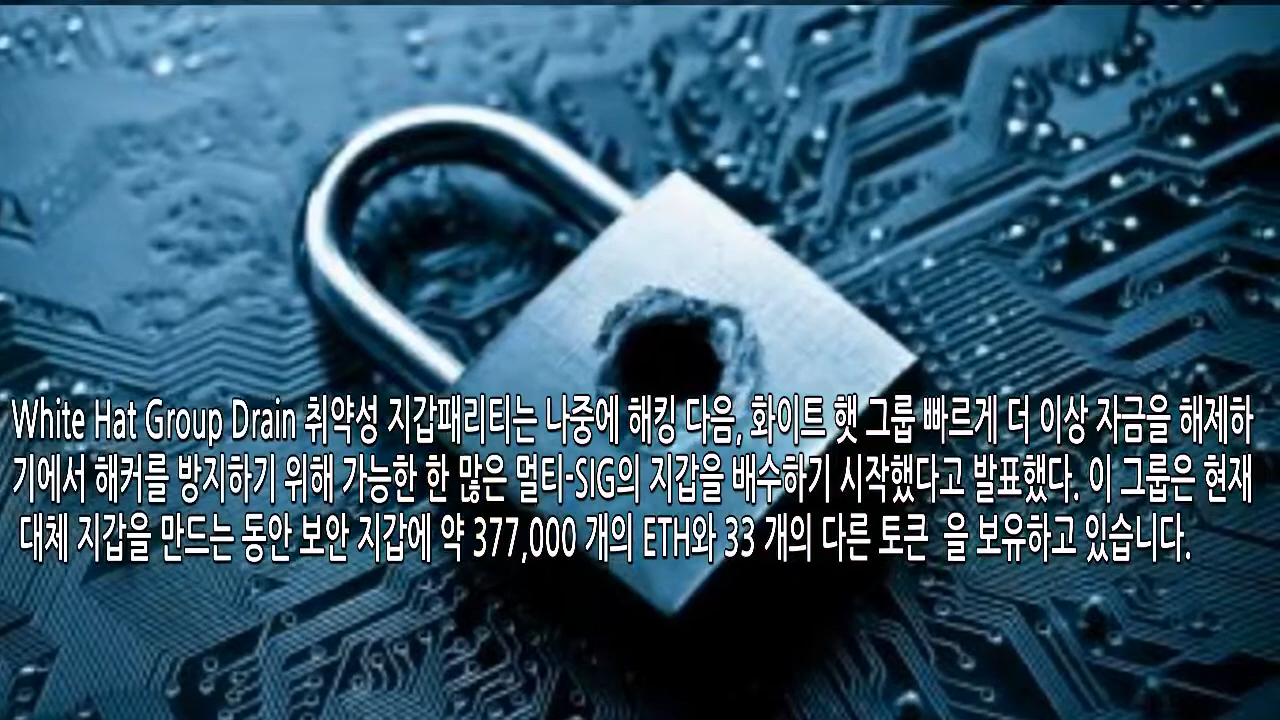 White Hat Group Drain 취약성 지갑패리티는 나중에 해킹 다음, 화이트 햇 그룹 빠르게 더 이상 자금을 해제하
기에서 해커를 방지하기 위해 가능한 한 많은 멀티-SIG의 지갑을 배수하기 시작했다고 발표했다. 이 그룹은 현재
대체 지갑을 만드는 동안 보안 지갑에 약 377,000 개의 ETH와 33 개의 다른 토큰 을 보유하고 있습니다.